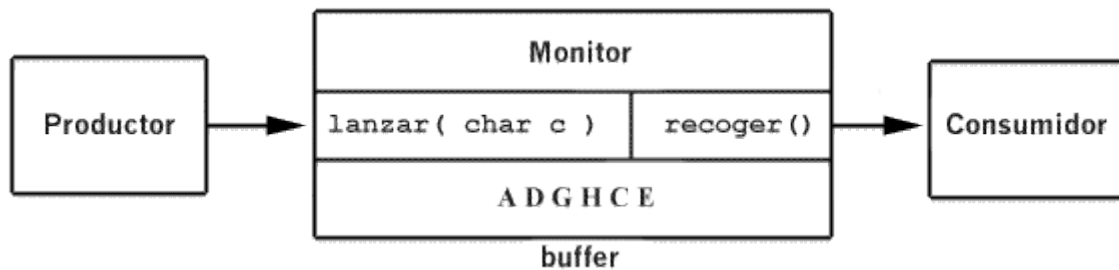 Monitor
Productor
lanzar( char c )
recoger()
Consumidor
A D G H C E
buffer